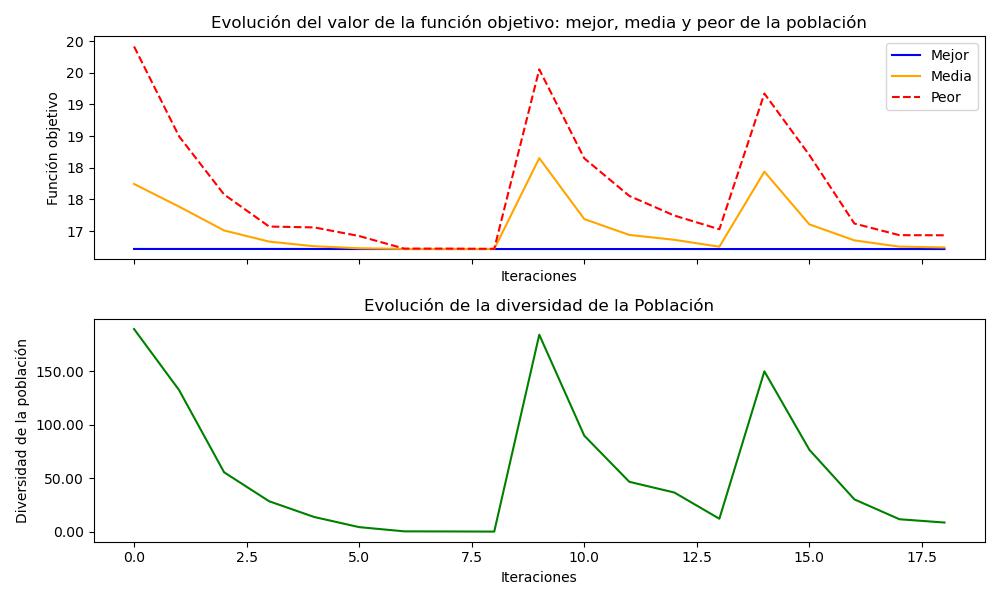 Evolución del valor de la función objetivo: mejor, media y peor de la población
20
20
19
19
18
18
17
Función objetivo
Mejor
Media
Peor
Iteraciones
Evolución de la diversidad de la Población
150.00
100.00
50.00
0.00
Diversidad de la población
0.0 2.5 5.0 7.5 10.0 12.5 15.0 17.5
Iteraciones